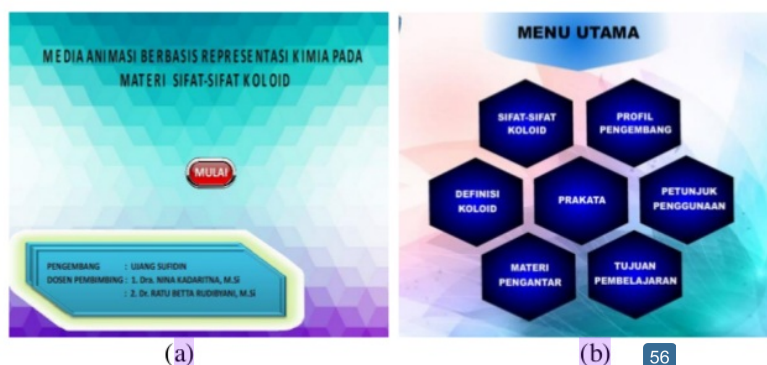 MEDIA ANIMASI BERBASIS REPRESENTASI KIMIA PADA
MATERI SIFAT-SIFAT KOLOID
MULAI
PENGEMBANG : UJANG SUFIDIN
DOSEN PEMBIMBING : 1. Dra. NINA KADARITNA, M.Si
: 2. Dr. RATU BETTA RUDIBYANI, M.Si
(a)
MENU UTAMA
SIFAT-SIFAT
KOLOID
PROFIL
PENGEMBANG
DEFINISI
KOLOID
PRAKATA
PETUNJUK
PENGGUNAAN
MATERI
PENGANTAR
TUJUAN
PEMBELAJARAN
(b)
56